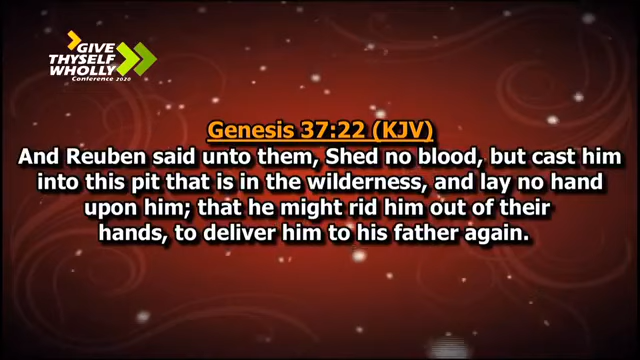 GIVE
THYSELF
WHOLLY
Conference 2020
Genesis 37:22 (KJV)
And Reuben said unto them, Shed no blood, but cast him
into this pit that is in the wilderness, and lay no hand
upon him; that he might rid him out of their
hands, to deliver him to his father again.